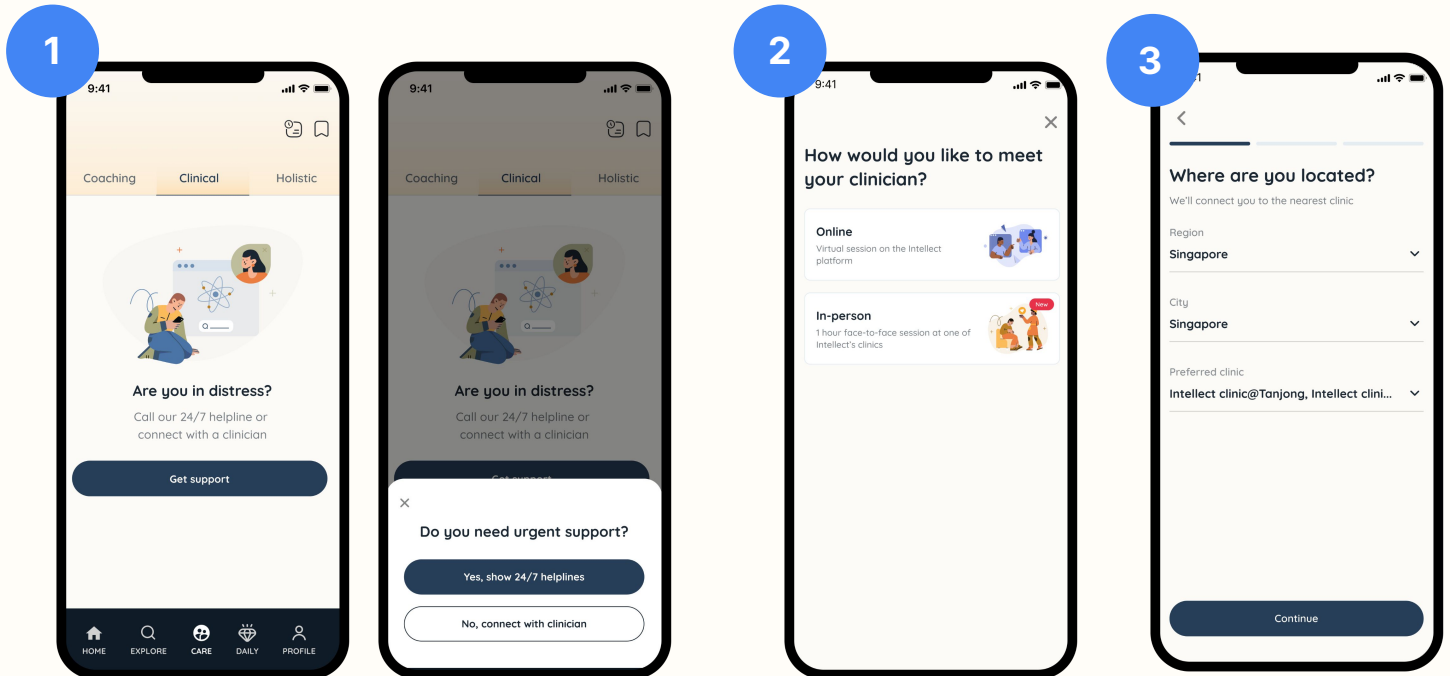 1
9:41
Coaching
Clinical
Holistic
Are you in distress?
Call our 24/7 helpline or
connect with a clinician
Get support
HOME
EXPLORE
CARE
DAILY
PROFILE
9:41
Coaching
Clinical
Holistic
Are you in distress?
Call our 24/7 helpline or
connect with a clinician
Get support
Do you need urgent support?
Yes, show 24/7 helplines
No, connect with clinician
2
9:41
How would you like to meet
your clinician?
Online
Virtual session on the Intellect
platform
New
In-person
1 hour face-to-face session at one of
Intellect's clinics
3
Where are you located?
We'll connect you to the nearest clinic
Region
Singapore
City
Singapore
Preferred clinic
Intellect clinic@Tanjong, Intellect clini...
Continue